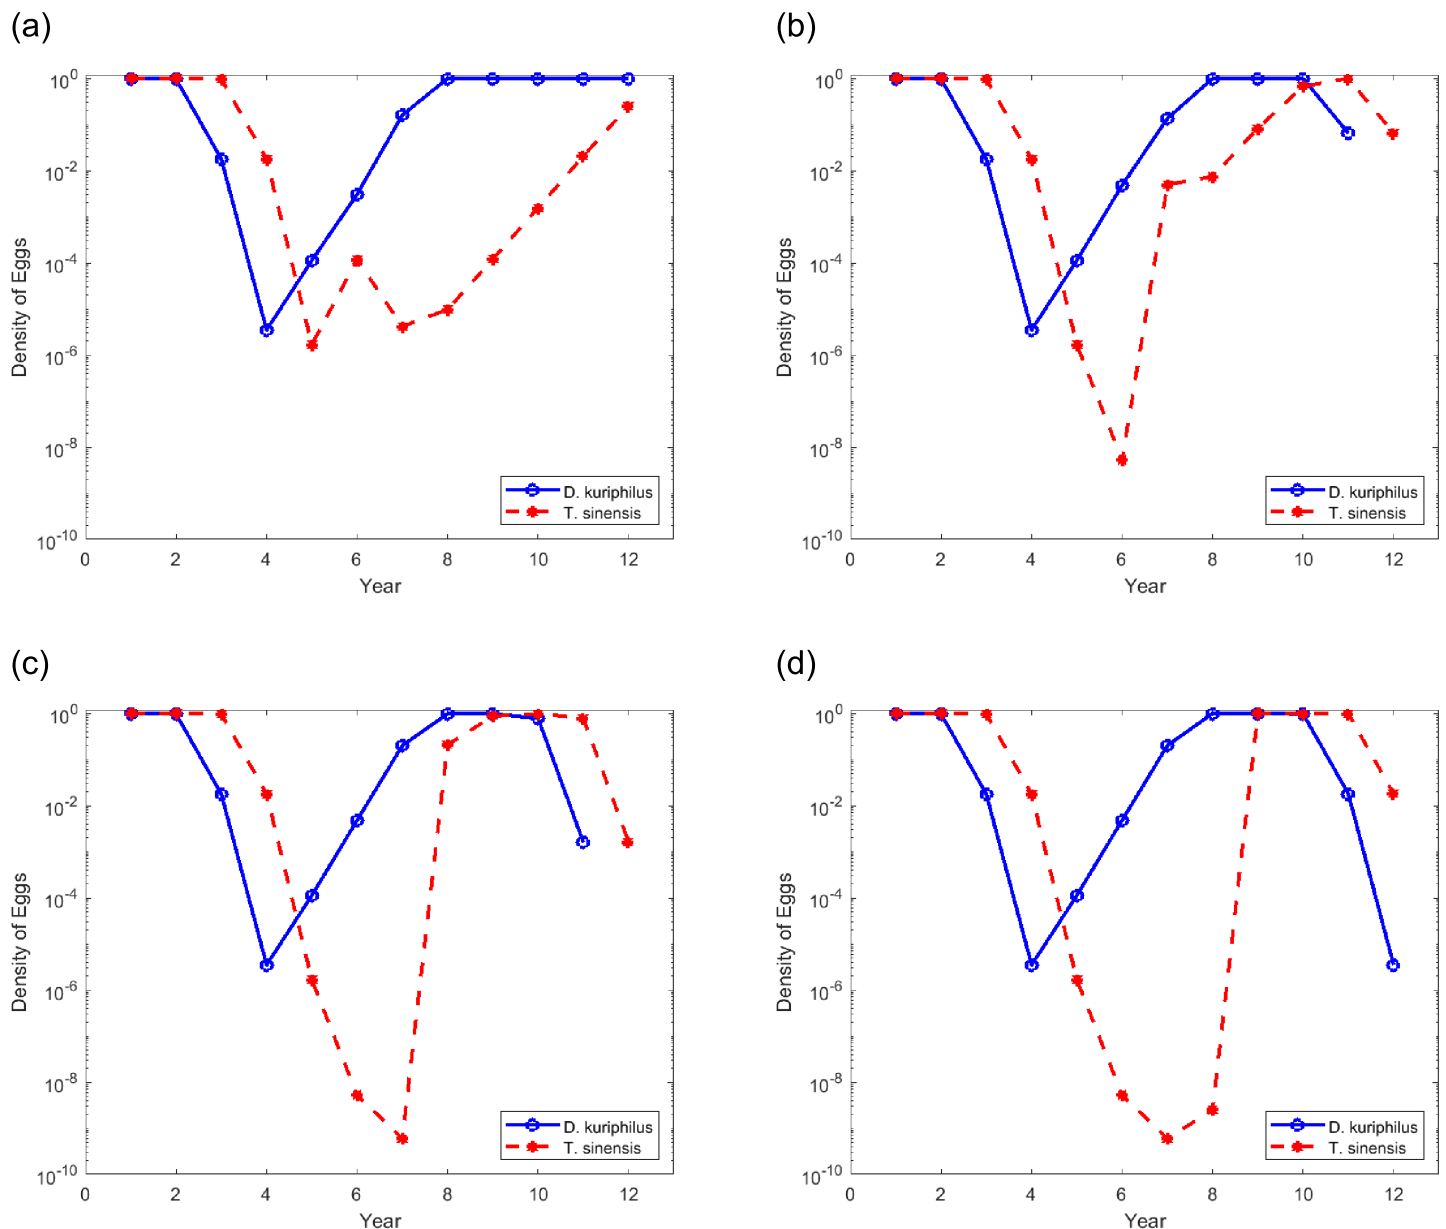 (a)
10^0
10^-2
10^-4
10^-6
10^-8
10^-10
Density of Eggs
0 2 4 6 8 10 12
Year
D. kuriphilus
T. sinensis
(b)
10^0
10^-2
10^-4
10^-6
10^-8
10^-10
Density of Eggs
0 2 4 6 8 10 12
Year
D. kuriphilus
T. sinensis
(c)
10^0
10^-2
10^-4
10^-6
10^-8
10^-10
Density of Eggs
0 2 4 6 8 10 12
Year
D. kuriphilus
T. sinensis
(d)
10^0
10^-2
10^-4
10^-6
10^-8
10^-10
Density of Eggs
0 2 4 6 8 10 12
Year
D. kuriphilus
T. sinensis